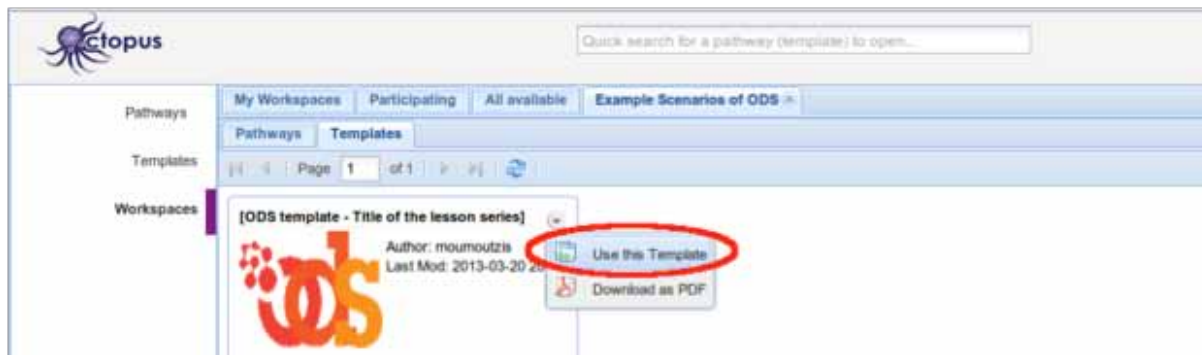 Octopus
Quick search for a pathway (template) to open...
Pathways
Templates
Workspaces
My Workspaces Participating All available Example Scenarios of ODS
Pathways Templates
Page 1 of 1
[ODS template - Title of the lesson series]
Author: moumoutzis
Last Mod: 2013-03-20
ods
Use this Template
Download as PDF